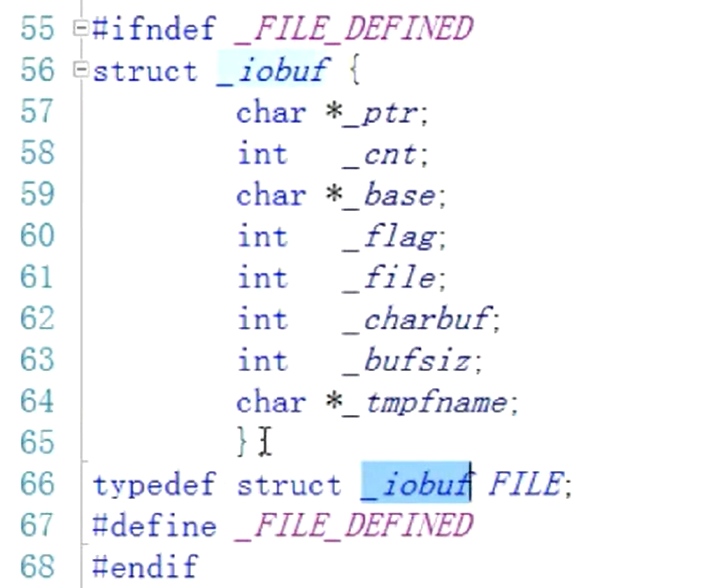 55 #ifndef _FILE_DEFINED
56 struct _iobuf {
57 char *_ptr;
58 int _cnt;
59 char *_base;
60 int _flag;
61 int _file;
62 int _charbuf;
63 int _bufsiz;
64 char *_tmpfname;
65 }
66 typedef struct _iobuf FILE;
67 #define _FILE_DEFINED
68 #endif